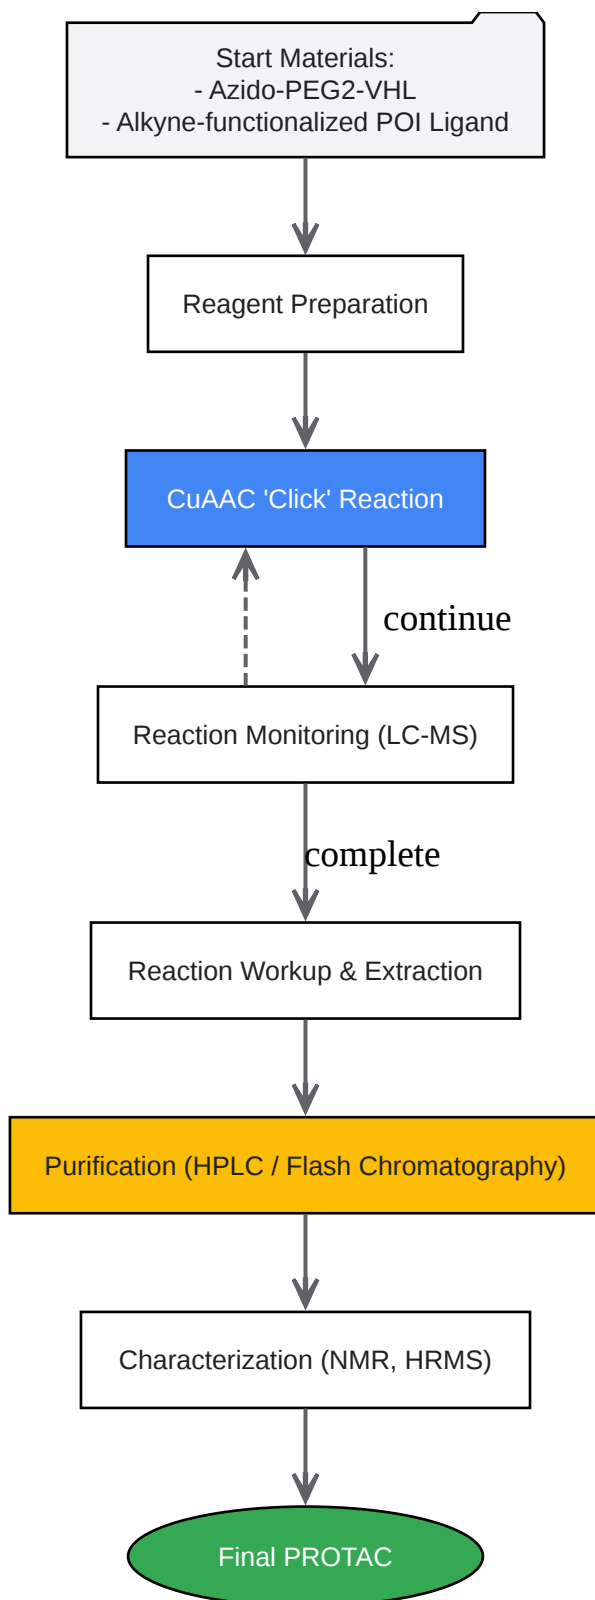 Start Materials:
- Azido-PEG2-VHL
- Alkyne-functionalized POI Ligand
Reagent Preparation
CuAAC 'Click' Reaction
continue
Reaction Monitoring (LC-MS)
complete
Reaction Workup & Extraction
Purification (HPLC / Flash Chromatography)
Characterization (NMR, HRMS)
Final PROTAC